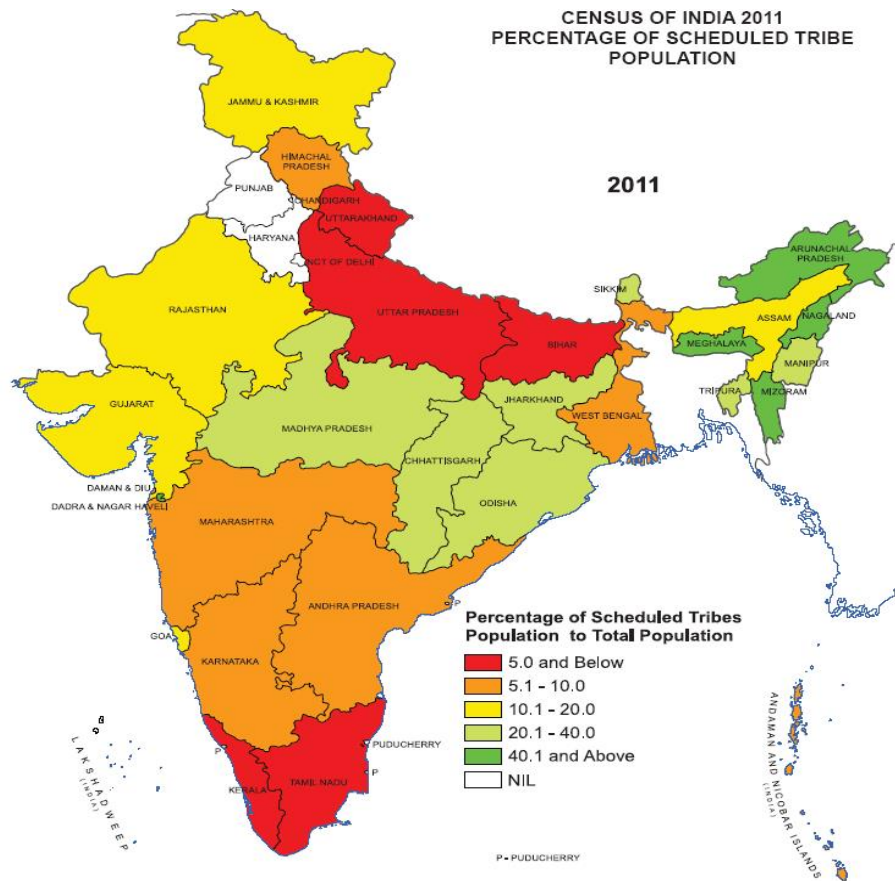 CENSUS OF INDIA 2011
PERCENTAGE OF SCHEDULED TRIBE
POPULATION
2011
JAMMU & KASHMIR
HIMACHAL
PRADESH
PUNJAB
CHANDIGARH
UTTARAKHAND
HARYANA
NCT OF DELHI
ARUNACHAL
PRADESH
SIKKIM
RAJASTHAN
UTTAR PRADESH
ASSAM
NAGALAND
BIHAR
MEGHALAYA
MANIPUR
TRIPURA
MIZORAM
JHARKHAND
GUJARAT
WEST BENGAL
MADHYA PRADESH
CHHATTISGARH
DAMAN & DIU
DADRA & NAGAR HAVELI
ODISHA
MAHARASHTRA
ANDHRA PRADESH
P
GOA
KARNATAKA
Percentage of Scheduled Tribes
Population to Total Population
5.0 and Below
5.1 - 10.0
10.1 - 20.0
20.1 - 40.0
40.1 and Above
NIL
P
PUDUCHERRY
P
KERALA
TAMIL NADU
LAKSHADWEEP
(INDIA)
ANDAMAN AND NICOBAR ISLANDS
(INDIA)
P - PUDUCHERRY